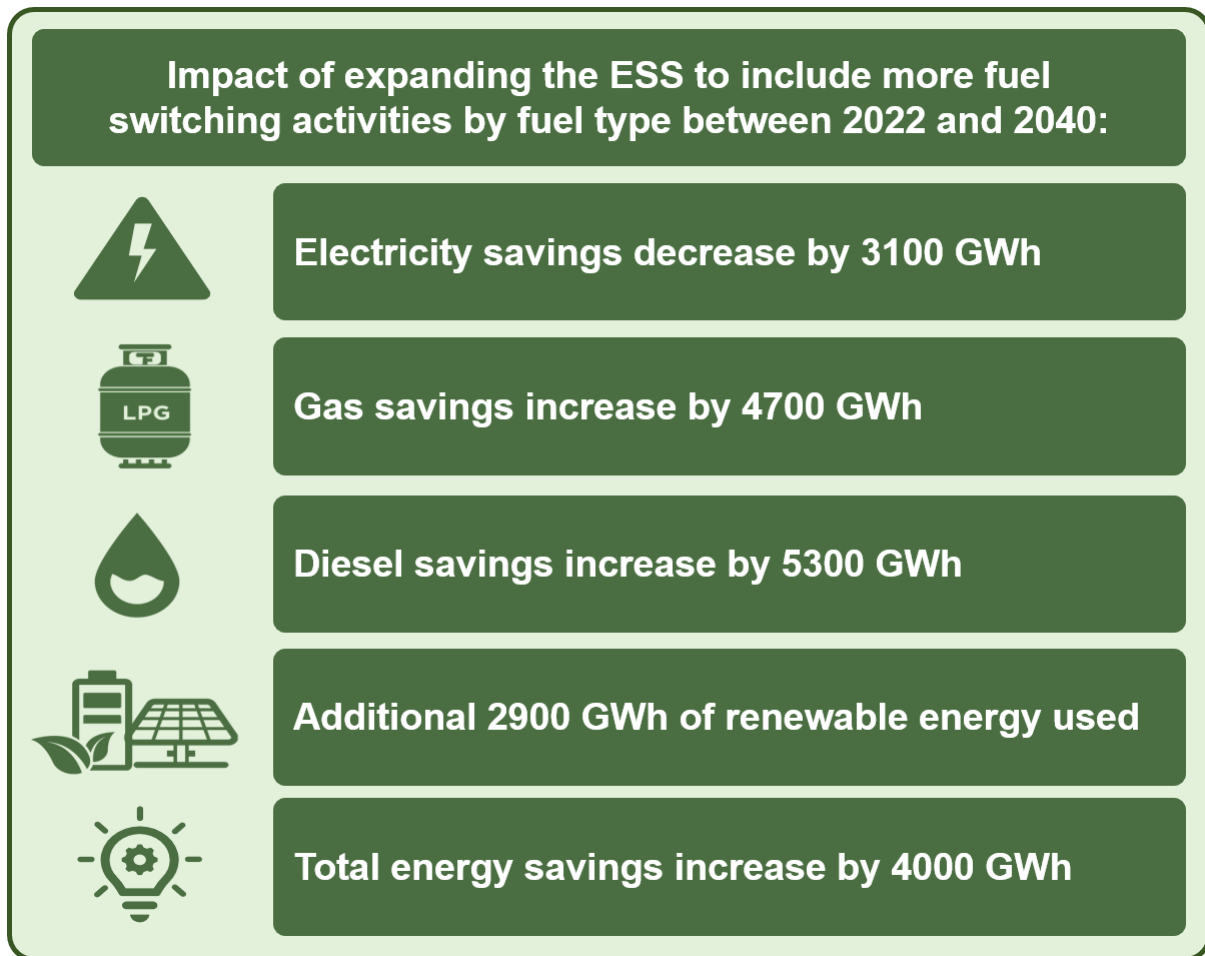 Impact of expanding the ESS to include more fuel
switching activities by fuel type between 2022 and 2040:
Electricity savings decrease by 3100 GWh
LPG
Gas savings increase by 4700 GWh
Diesel savings increase by 5300 GWh
Additional 2900 GWh of renewable energy used
Total energy savings increase by 4000 GWh